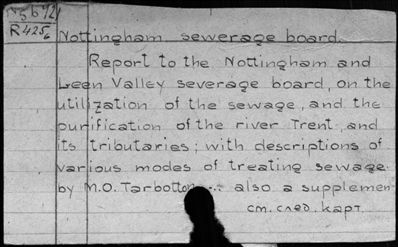 R425
Nottingham sewerage board.
Report to the Nottingham and
Leen Valley severage board, on the
utilization of the sewage, and the
purification of the river Trent, and
its tributaries; with descriptions of
various modes of treating sewage.
by M.O. Tarbotton... also a supplemen
см. след. карт.